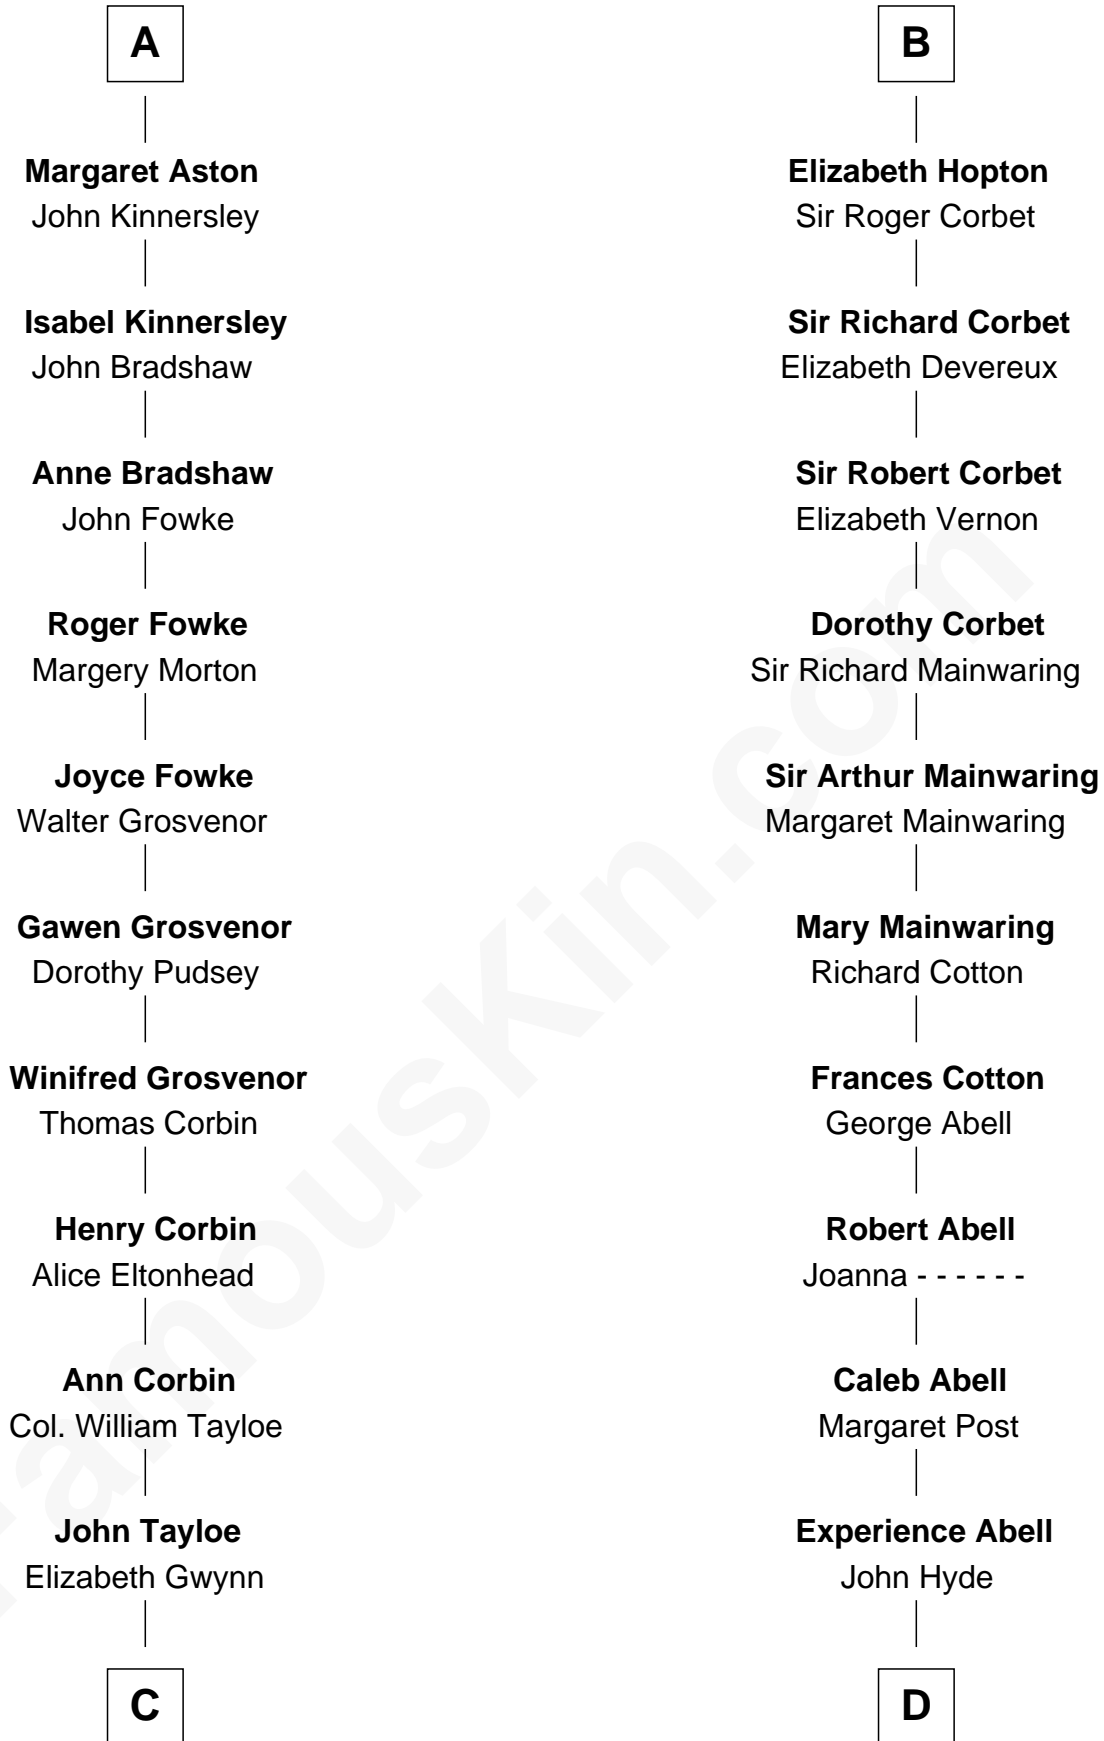 A
Margaret Aston
John Kinnersley
Isabel Kinnersley
John Bradshaw
Anne Bradshaw
John Fowke
Roger Fowke
Margery Morton
Joyce Fowke
Walter Grosvenor
Gawen Grosvenor
Dorothy Pudsey
Winifred Grosvenor
Thomas Corbin
Henry Corbin
Alice Eltonhead
Ann Corbin
Col. William Tayloe
John Tayloe
Elizabeth Gwynn
C
B
Elizabeth Hopton
Sir Roger Corbet
Sir Richard Corbet
Elizabeth Devereux
Sir Robert Corbet
Elizabeth Vernon
Dorothy Corbet
Sir Richard Mainwaring
Sir Arthur Mainwaring
Margaret Mainwaring
Mary Mainwaring
Richard Cotton
Frances Cotton
George Abell
Robert Abell
Joanna - - - - - -
Caleb Abell
Margaret Post
Experience Abell
John Hyde
D
FamousKin.com